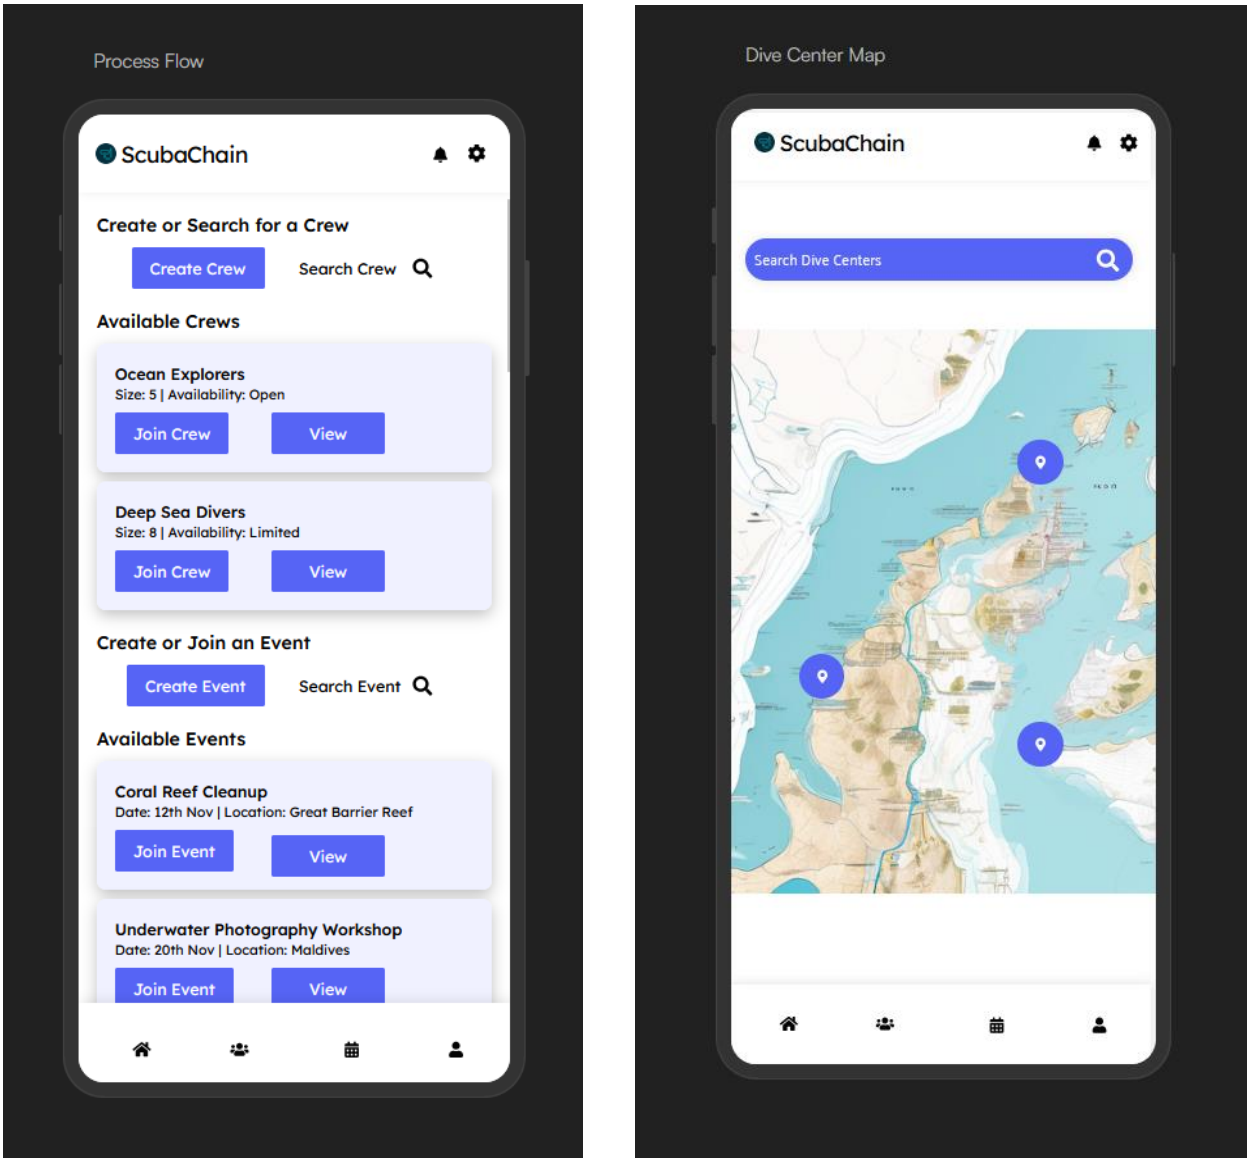 Process Flow
ScubaChain
Create or Search for a Crew
Create Crew
Search Crew
Available Crews
Ocean Explorers
Size: 5 | Availability: Open
Join Crew
View
Deep Sea Divers
Size: 8 | Availability: Limited
Join Crew
View
Create or Join an Event
Create Event
Search Event
Available Events
Coral Reef Cleanup
Date: 12th Nov | Location: Great Barrier Reef
Join Event
View
Underwater Photography Workshop
Date: 20th Nov | Location: Maldives
Join Event
View
Dive Center Map
ScubaChain
Search Dive Centers